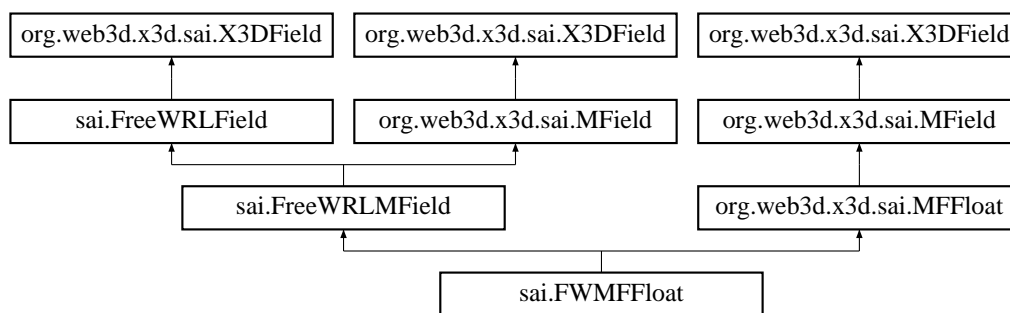 org.web3d.x3d.sai.X3DField org.web3d.x3d.sai.X3DField org.web3d.x3d.sai.X3DField
sai.FreeWRLField org.web3d.x3d.sai.MField org.web3d.x3d.sai.MField
sai.FreeWRLMField org.web3d.x3d.sai.MFFloat
sai.FWMFFloat